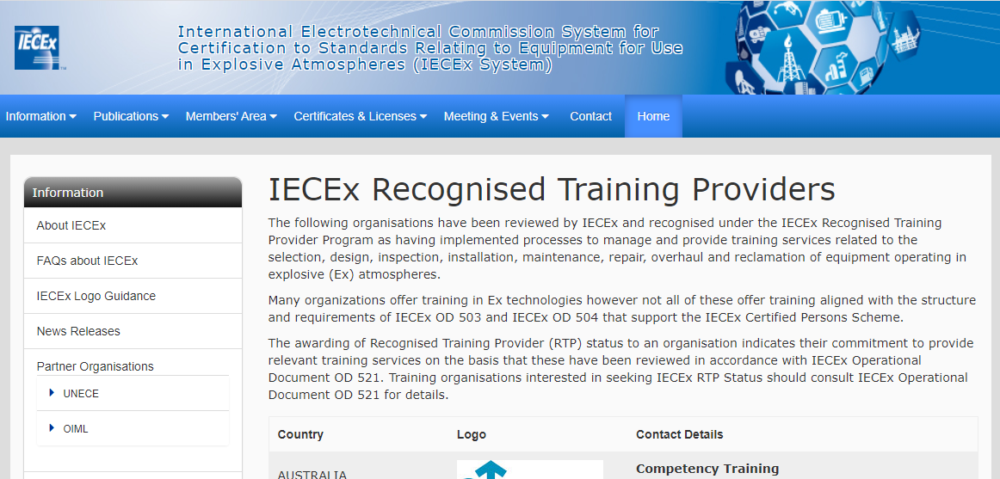 IECEx
TM
International Electrotechnical Commission System for
Certification to Standards Relating to Equipment for Use
in Explosive Atmospheres (IECEx System)
Information Publications Members' Area Certificates & Licenses Meeting & Events Contact Home
Information
About IECEx
FAQs about IECEx
IECEx Logo Guidance
News Releases
Partner Organisations
UNECE
OIML
IECEx Recognised Training Providers
The following organisations have been reviewed by IECEx and recognised under the IECEx Recognised Training
Provider Program as having implemented processes to manage and provide training services related to the
selection, design, inspection, installation, maintenance, repair, overhaul and reclamation of equipment operating in
explosive (Ex) atmospheres.
Many organizations offer training in Ex technologies however not all of these offer training aligned with the structure
and requirements of IECEx OD 503 and IECEx OD 504 that support the IECEx Certified Persons Scheme.
The awarding of Recognised Training Provider (RTP) status to an organisation indicates their commitment to provide
relevant training services on the basis that these have been reviewed in accordance with IECEx Operational
Document OD 521. Training organisations interested in seeking IECEx RTP Status should consult IECEx Operational
Document OD 521 for details.
Country Logo Contact Details
AUSTRALIA Competency Training